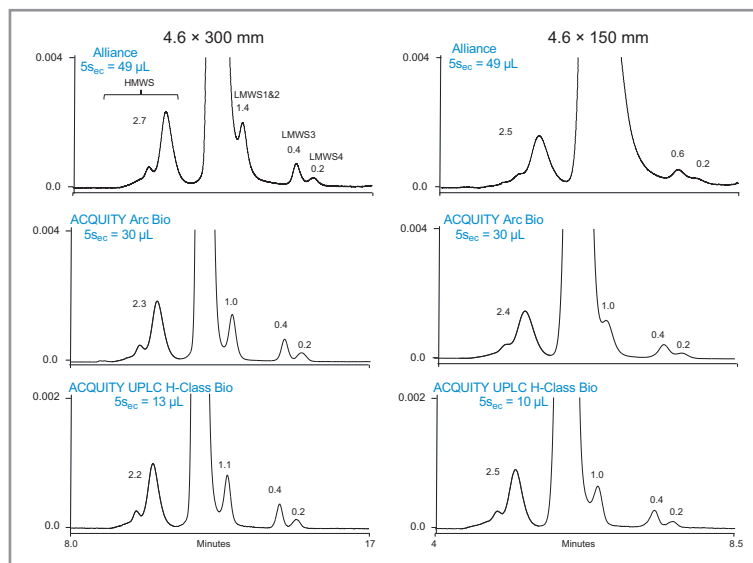 4.6 × 300 mm
Alliance
5s_ec = 49 µL
0.004
HMWS
2.7
LMWS1&2
1.4
LMWS3
0.4
LMWS4
0.2
0.0
4.6 × 150 mm
Alliance
5s_ec = 49 µL
0.004
2.5
0.6
0.2
0.0
ACQUITY Arc Bio
5s_ec = 30 µL
0.004
2.3
1.0
0.4
0.2
0.0
ACQUITY Arc Bio
5s_ec = 30 µL
0.004
2.4
1.0
0.4
0.2
0.0
ACQUITY UPLC H-Class Bio
5s_ec = 13 µL
0.002
2.2
1.1
0.4
0.2
0.0
8.0 Minutes 17
ACQUITY UPLC H-Class Bio
5s_ec = 10 µL
0.002
2.5
1.0
0.4
0.2
0.0
4 Minutes 8.5